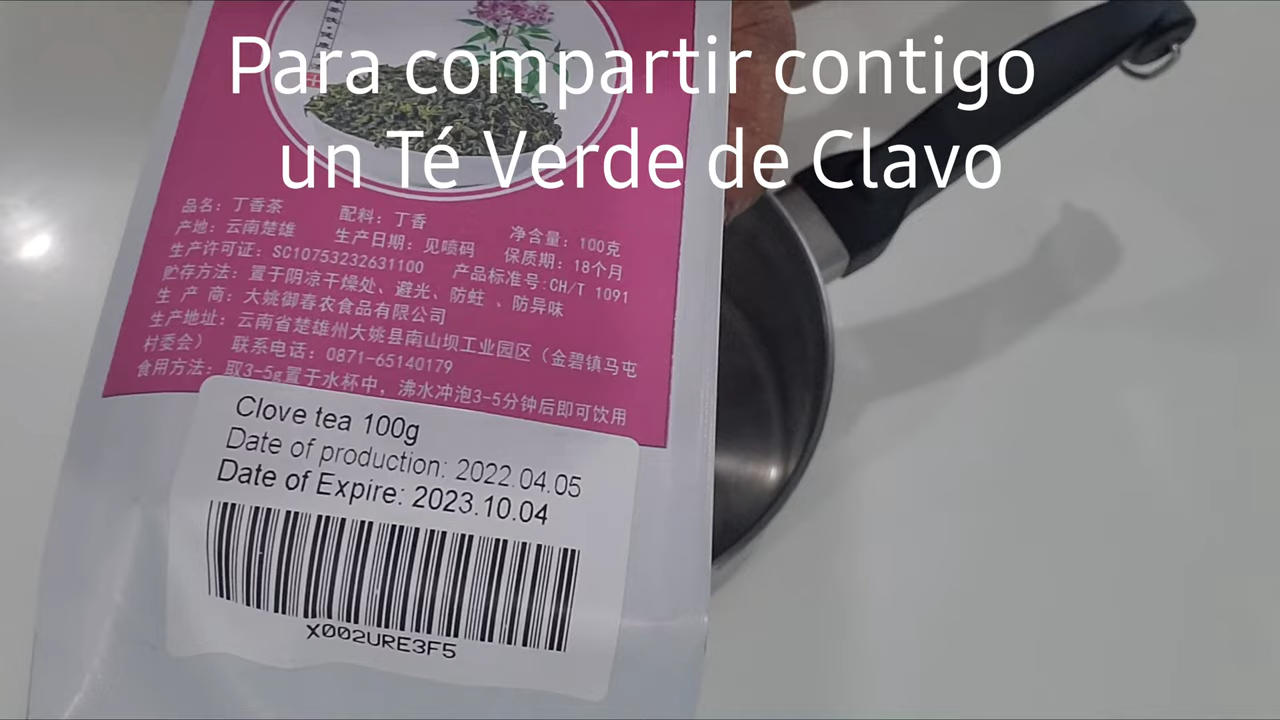 Para compartir contigo
un Té Verde de Clavo
品名：丁香茶 配料：丁香 净含量：100克
产地：云南楚雄 生产日期：见喷码 保质期：18个月
生产许可证：SC10753232631100 产品标准号：CH/T 1091
贮存方法：置于阴凉干燥处、避光、防蛀 、防异味
生 产 商：大姚御春农食品有限公司
生产地址：云南省楚雄州大姚县南山坝工业园区（金碧镇马屯
村委会） 联系电话：0871-65140179
食用方法：取3-5g置于水杯中，沸水冲泡3-5分钟后即可饮用
Clove tea 100g
Date of production: 2022.04.05
Date of Expire: 2023.10.04
X002URE3F5